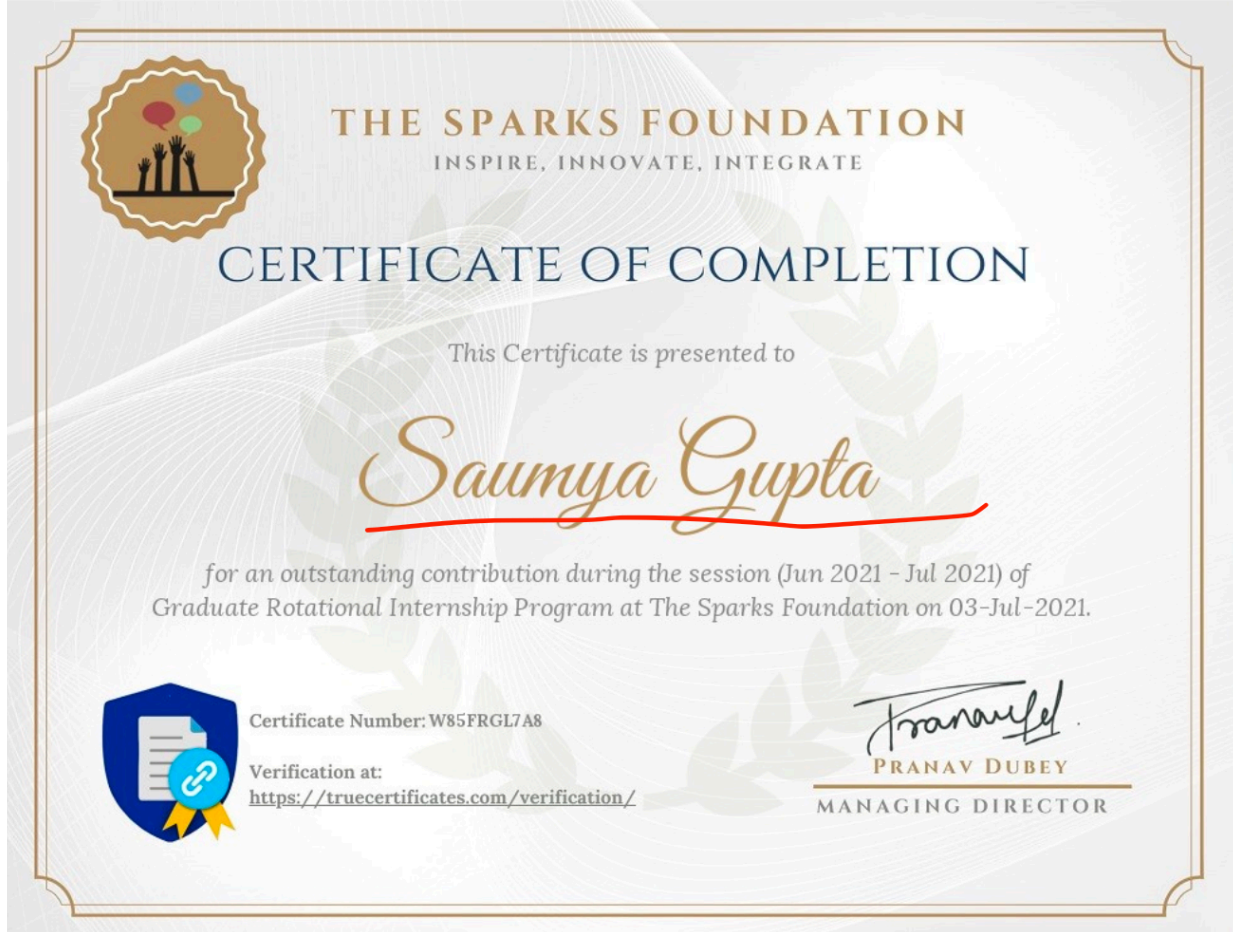 THE SPARKS FOUNDATION
INSPIRE, INNOVATE, INTEGRATE
CERTIFICATE OF COMPLETION
This Certificate is presented to
Saumya Gupta
for an outstanding contribution during the session (Jun 2021 - Jul 2021) of
Graduate Rotational Internship Program at The Sparks Foundation on 03-Jul-2021.
Certificate Number: W85FRGL7A8
Verification at:
https://truecertificates.com/verification/
PRANAV DUBEY
MANAGING DIRECTOR